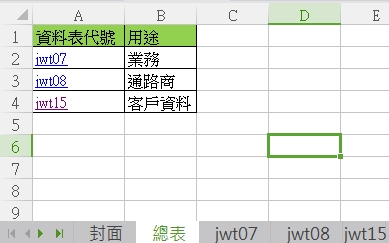 A B C D E
1 資料表代號 用途
2 jwt07 業務
3 jwt08 通路商
4 jwt15 客戶資料
5
6
7
8
9
封面 總表 jwt07 jwt08 jwt15